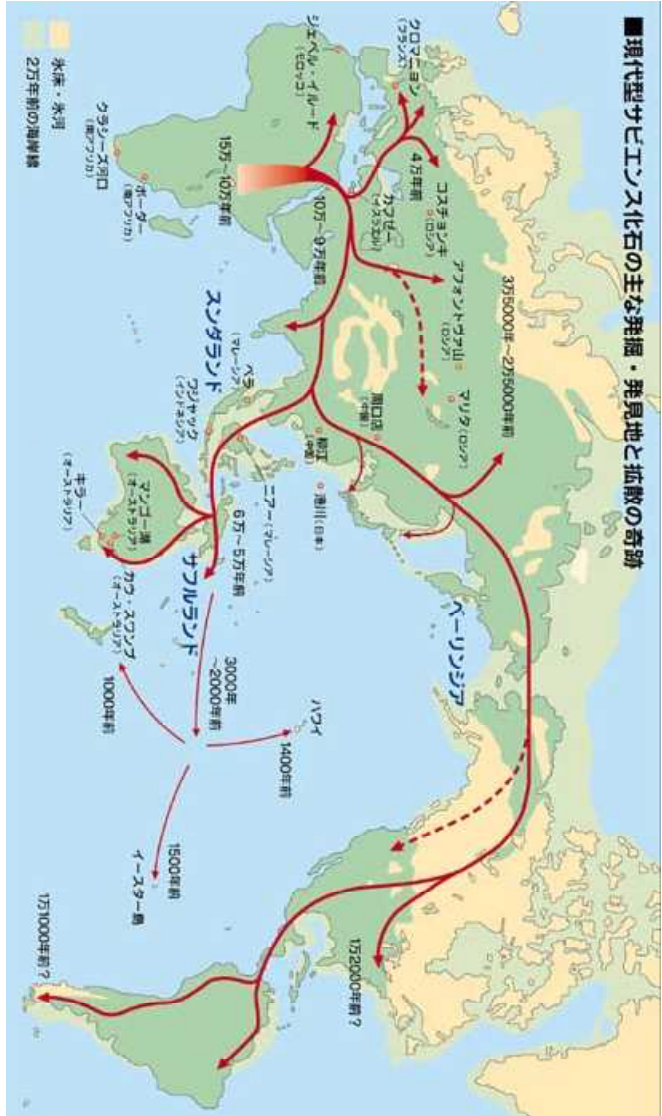 ■現代型サピエンス化石の主な発掘・発見地と拡散の奇跡
クロマニョン
(フランス)
ジェベル・イルード
(モロッコ)
4万年前
コスチョンキ
(ロシア)
カフゼー
(イスラエル)
アフォントヴァ山
(ロシア)
マリタ(ロシア)
3万5000年〜2万5000年前
15万〜10万年前
10万〜9万年前
ボーダー
(南アフリカ)
クラシーズ河口
(南アフリカ)
周口店
(中国)
柳江
(中国)
港川(日本)
スンダランド
ペラ
(マレーシア)
ワジャック
(インドネシア)
ニアー(マレーシア)
6万〜5万年前
サフルランド
マンゴー湖
(オーストラリア)
キラー
(オーストラリア)
カウ・スワンプ
(オーストラリア)
ベーリンジア
3000年
〜2000年前
1000年前
ハワイ
1400年前
1500年前
イースター島
1万2000年前?
1万1000年前?
氷床・氷河
2万年前の海岸線